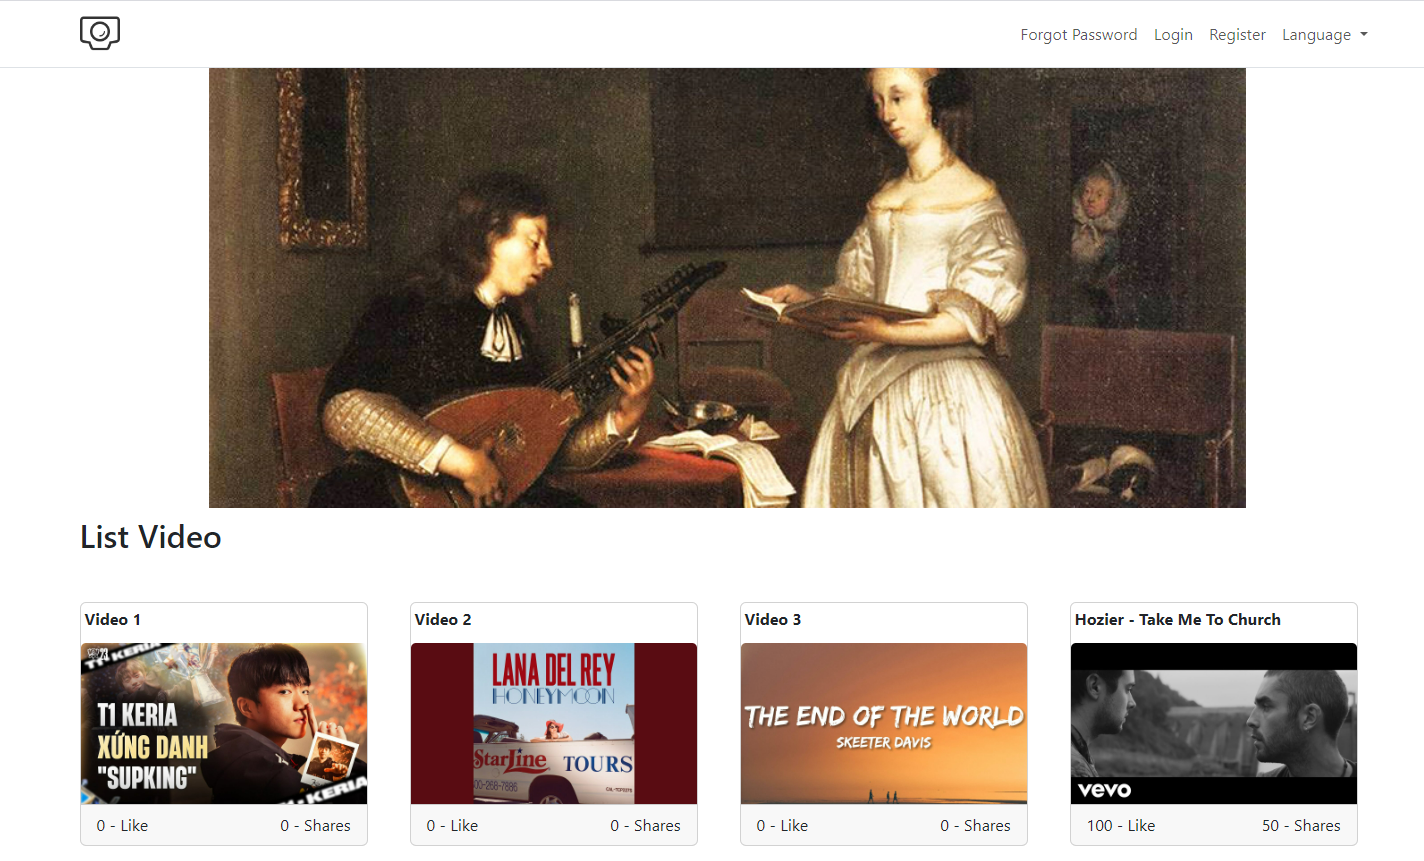 Forgot Password Login Register Language
List Video
Video 1
Video 2
Video 3
Hozier - Take Me To Church
T1 KERIA
XỨNG DANH
"SUPKING"
LANA DEL REY
HONEYMOON
StarLine TOURS
THE END OF THE WORLD
SKEETER DAVIS
vevo
0 - Like 0 - Shares
0 - Like 0 - Shares
0 - Like 0 - Shares
100 - Like 50 - Shares